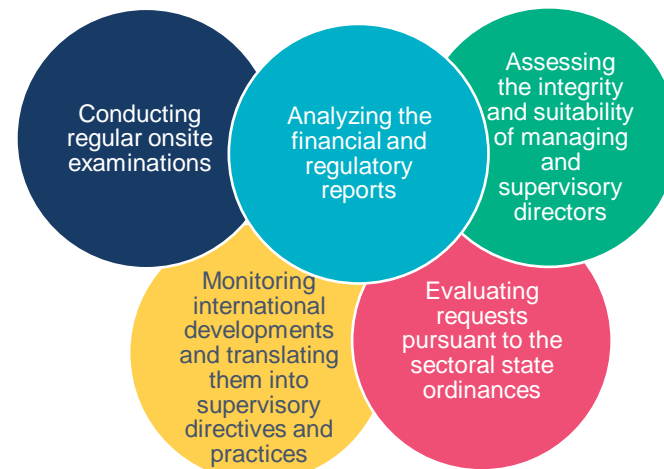 Conducting
regular onsite
examinations
Analyzing the
financial and
regulatory
reports
Assessing
the integrity
and suitability
of managing
and
supervisory
directors
Monitoring
international
developments
and translating
them into
supervisory
directives and
practices
Evaluating
requests
pursuant to the
sectoral state
ordinances